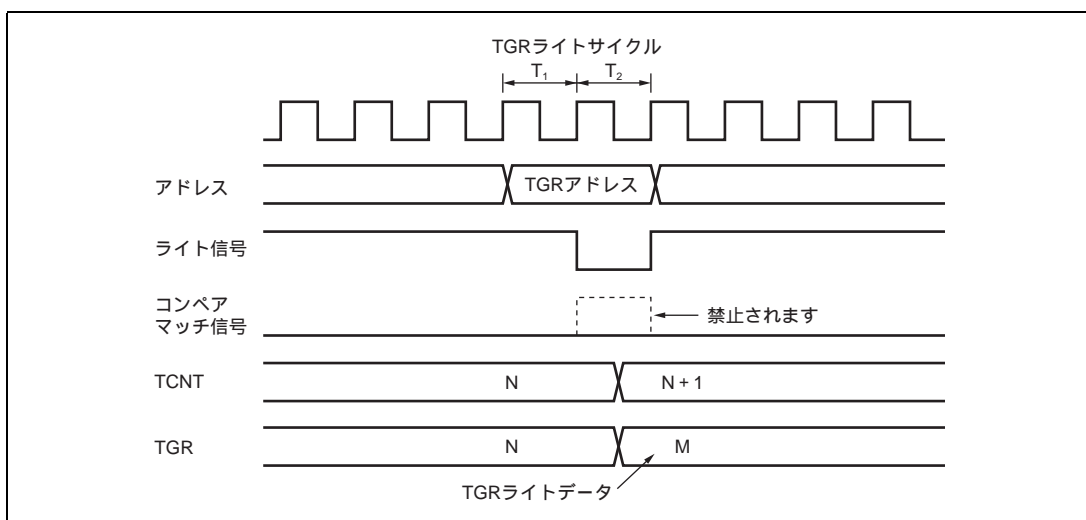 TGRライトサイクル
T₁ T₂
アドレス TGRアドレス
ライト信号
コンペア
マッチ信号 禁止されます
TCNT N N + 1
TGR N M
TGRライトデータ